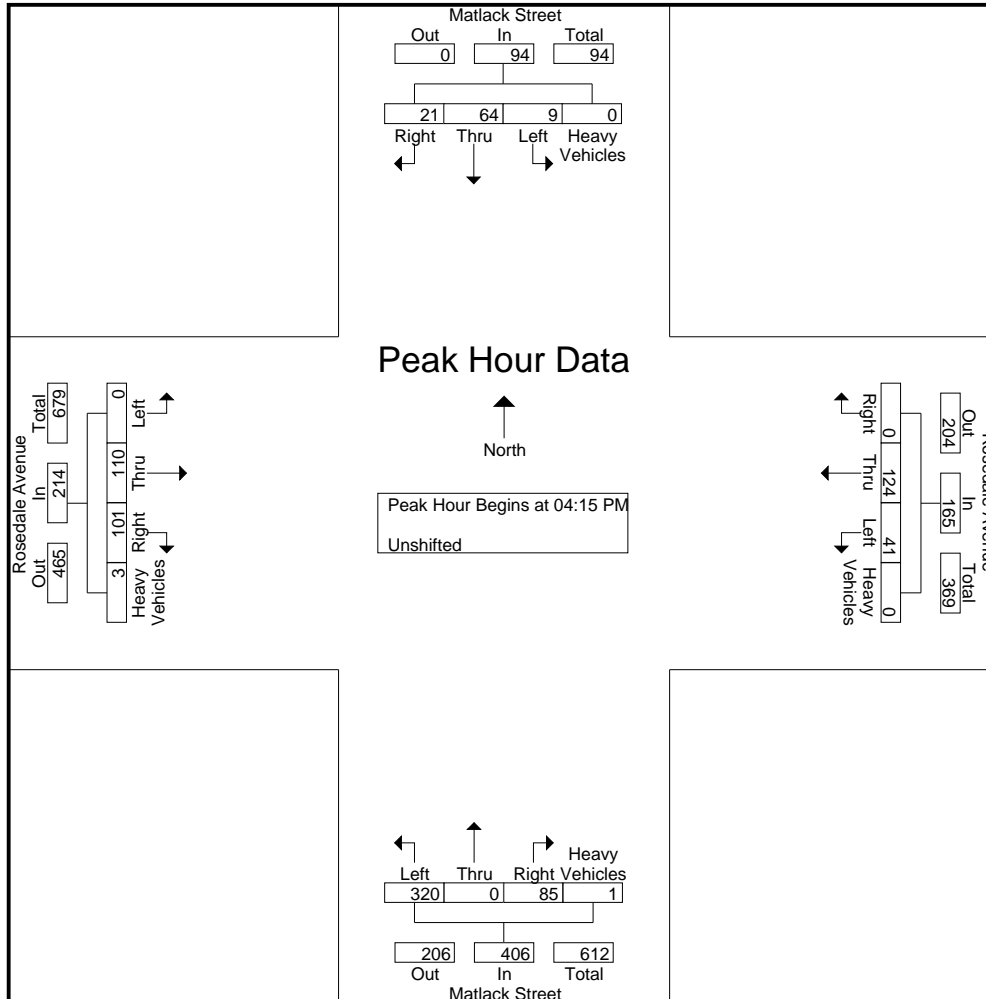 Matlack Street
Out In Total
0 94 94
21 64 9 0
Right Thru Left Heavy
Vehicles
Peak Hour Data
North
Peak Hour Begins at 04:15 PM
Unshifted
Rosedale Avenue
Total In Out
679 214 465
0 110 101 3
Left Thru Right Heavy
Vehicles
Rosedale Avenue
Out In Total
204 165 369
0 124 41 0
Right Thru Left Heavy
Vehicles
Heavy
Left Thru Right Vehicles
320 0 85 1
206 406 612
Out In Total
Matlack Street